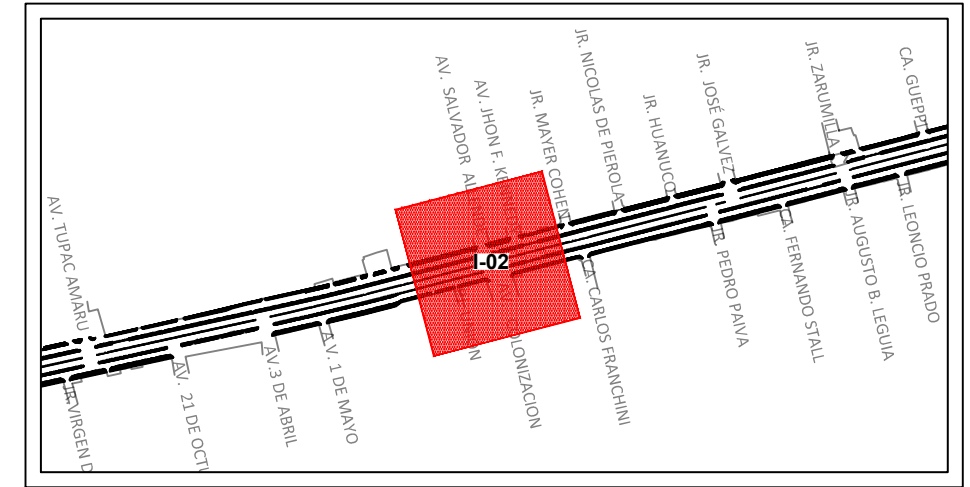 AV. TUPAC AMARU
AV. SALVADOR
AV. JHON F.
JR. MAYER COHEN
JR. NICOLAS DE PIEROLA
JR. HUANUCO
JR. JOSÉ GALVEZ
JR. ZARUMILLA
CA. GUEPPI
I-02
JR.VIRGEN D
AV. 21 DE OCTU
AV.3 DE ABRIL
AV. 1 DE MAYO
CA. CARLOS FRANCHINI
JR. PEDRO PAIVA
CA. FERNANDO STALL
JR. AUGUSTO B. LEGUIA
JR. LEONCIO PRADO